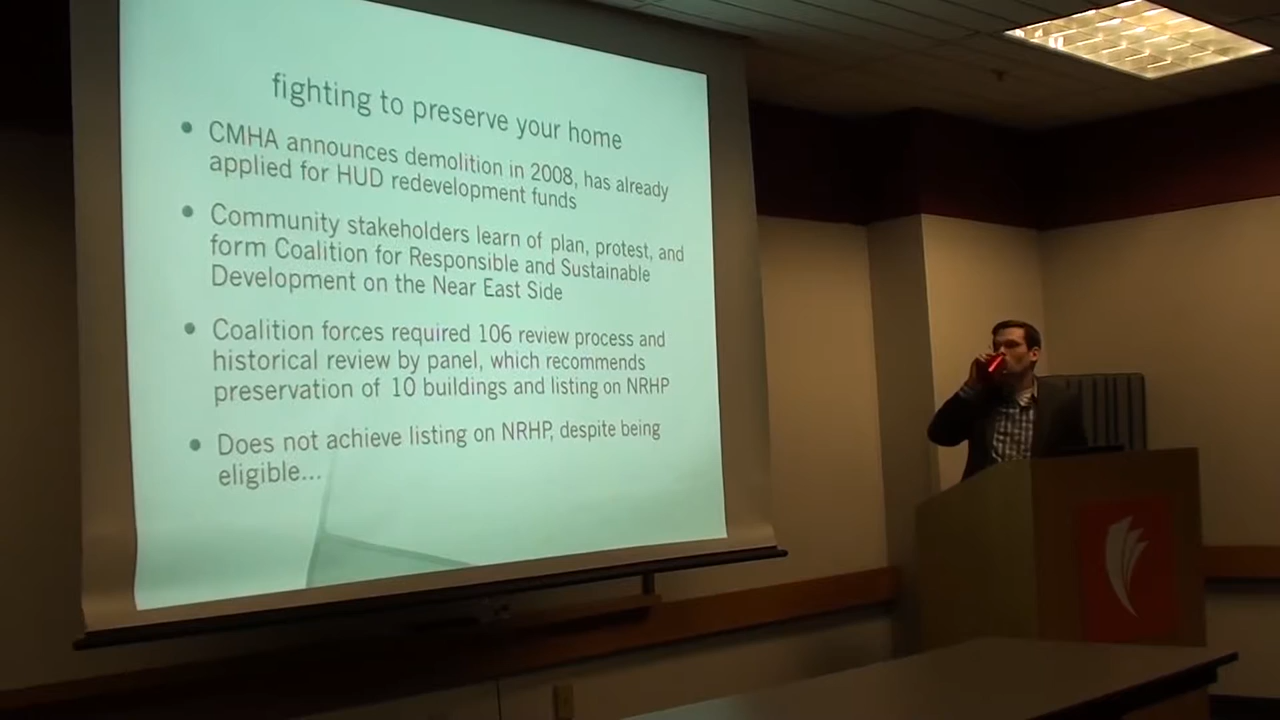 fighting to preserve your home
• CMHA announces demolition in 2008, has already
applied for HUD redevelopment funds
• Community stakeholders learn of plan, protest, and
form Coalition for Responsible and Sustainable
Development on the Near East Side
• Coalition forces required 106 review process and
historical review by panel, which recommends
preservation of 10 buildings and listing on NRHP
• Does not achieve listing on NRHP, despite being
eligible...